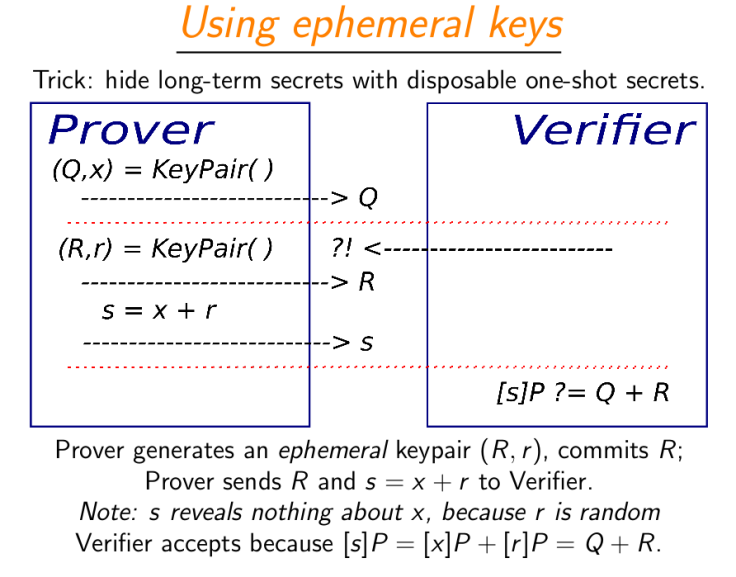 Using ephemeral keys
Trick: hide long-term secrets with disposable one-shot secrets.
Prover
Verifier
(Q,x) = KeyPair( )
---------------------------> Q
(R,r) = KeyPair( )
?! <-------------------------
---------------------------> R
s = x + r
---------------------------> s
[s]P ?= Q + R
Prover generates an ephemeral keypair (R, r), commits R;
Prover sends R and s = x + r to Verifier.
Note: s reveals nothing about x, because r is random
Verifier accepts because [s]P = [x]P + [r]P = Q + R.